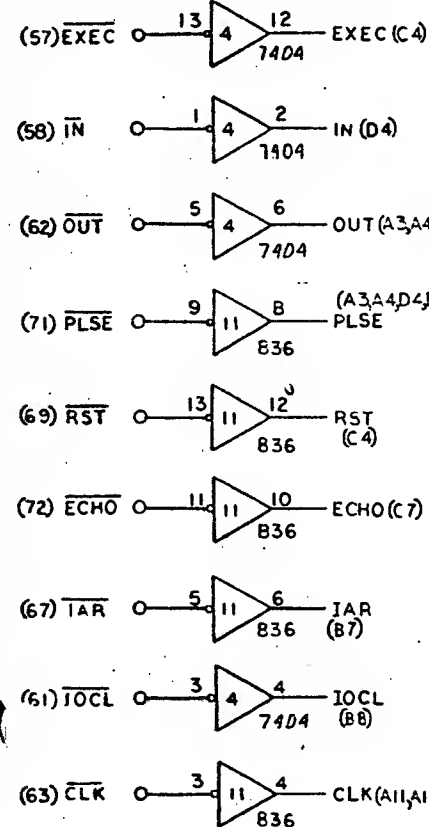 (57) EXEC 13 4 12 7404 EXEC (C4)
(58) IN 1 4 2 7404 IN (D4)
(62) OUT 5 4 6 7404 OUT (A3,A4
(A3,A4,D4,
(71) PLSE 9 11 8 836 PLSE
(69) RST 13 11 12 836 RST
(C4)
(72) ECHO 11 11 10 836 ECHO (C7)
(67) IAR 5 11 6 836 IAR
(B7)
(61) IOCL 3 4 4 7404 IOCL
(B8)
(63) CLK 3 11 4 836 CLK (A11,A1